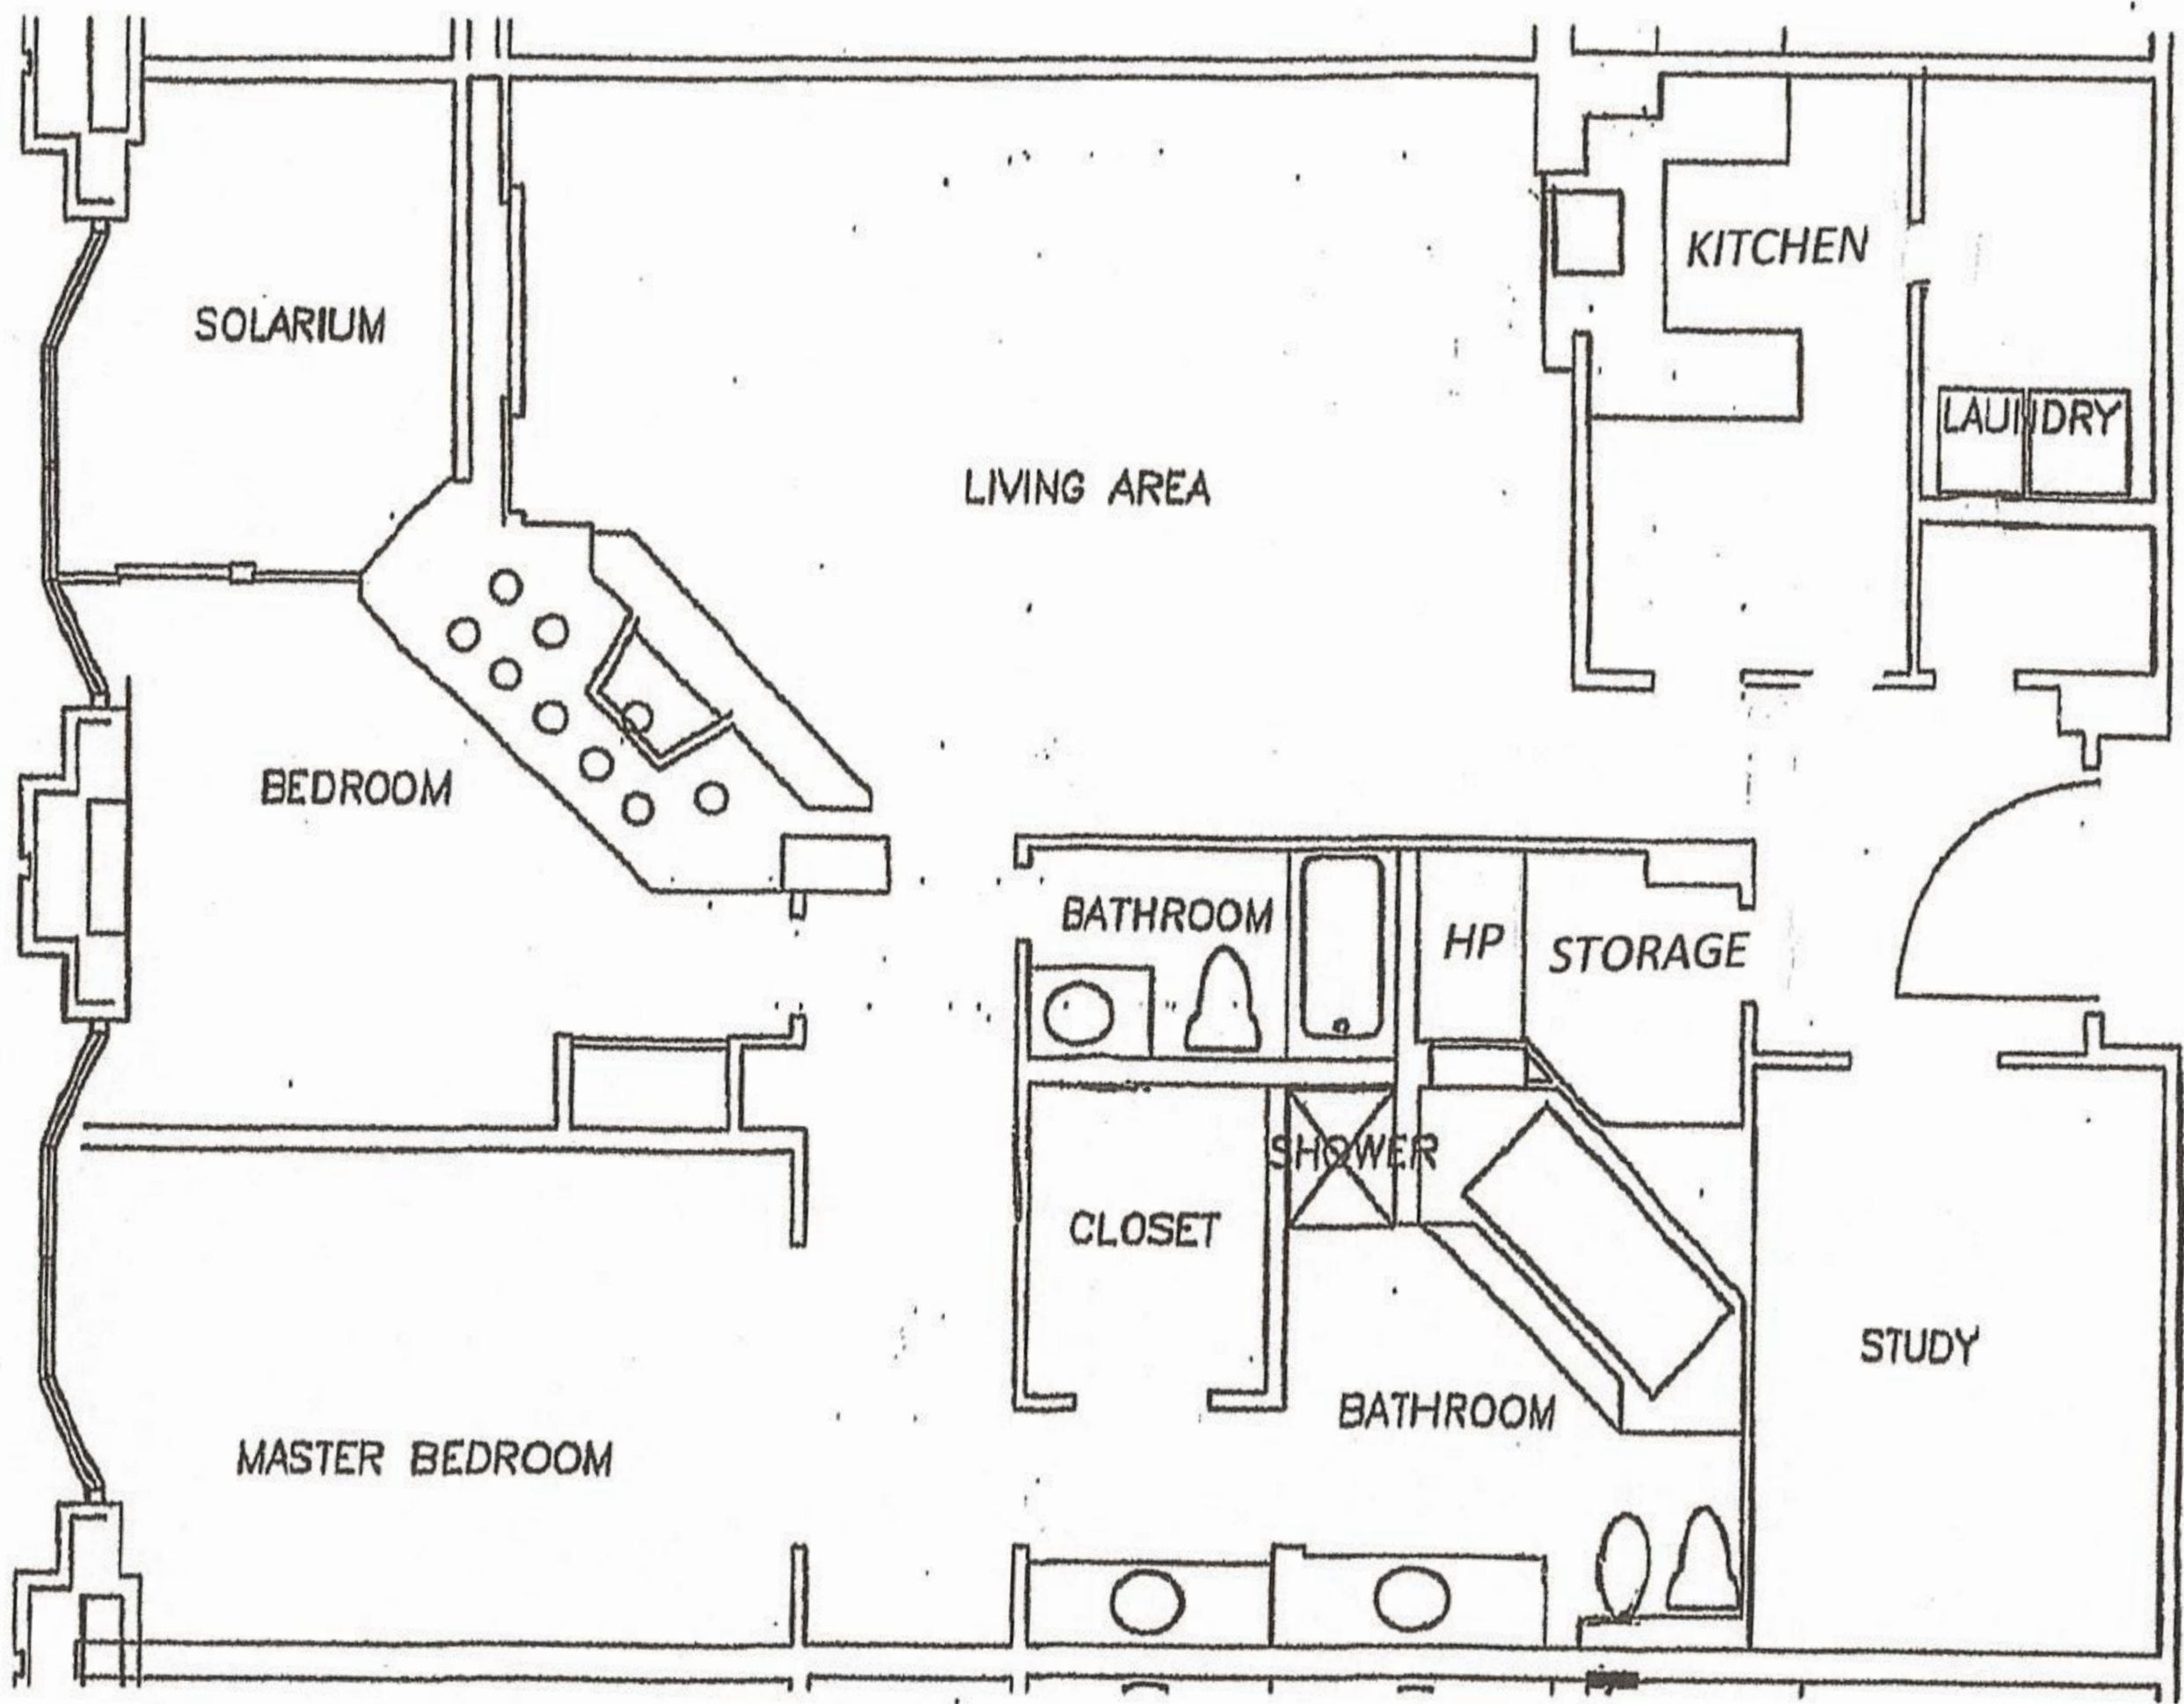 SOLARIUM
KITCHEN
LAUNDRY
LIVING AREA
BEDROOM
BATHROOM
HP
STORAGE
SHOWER
CLOSET
STUDY
BATHROOM
MASTER BEDROOM